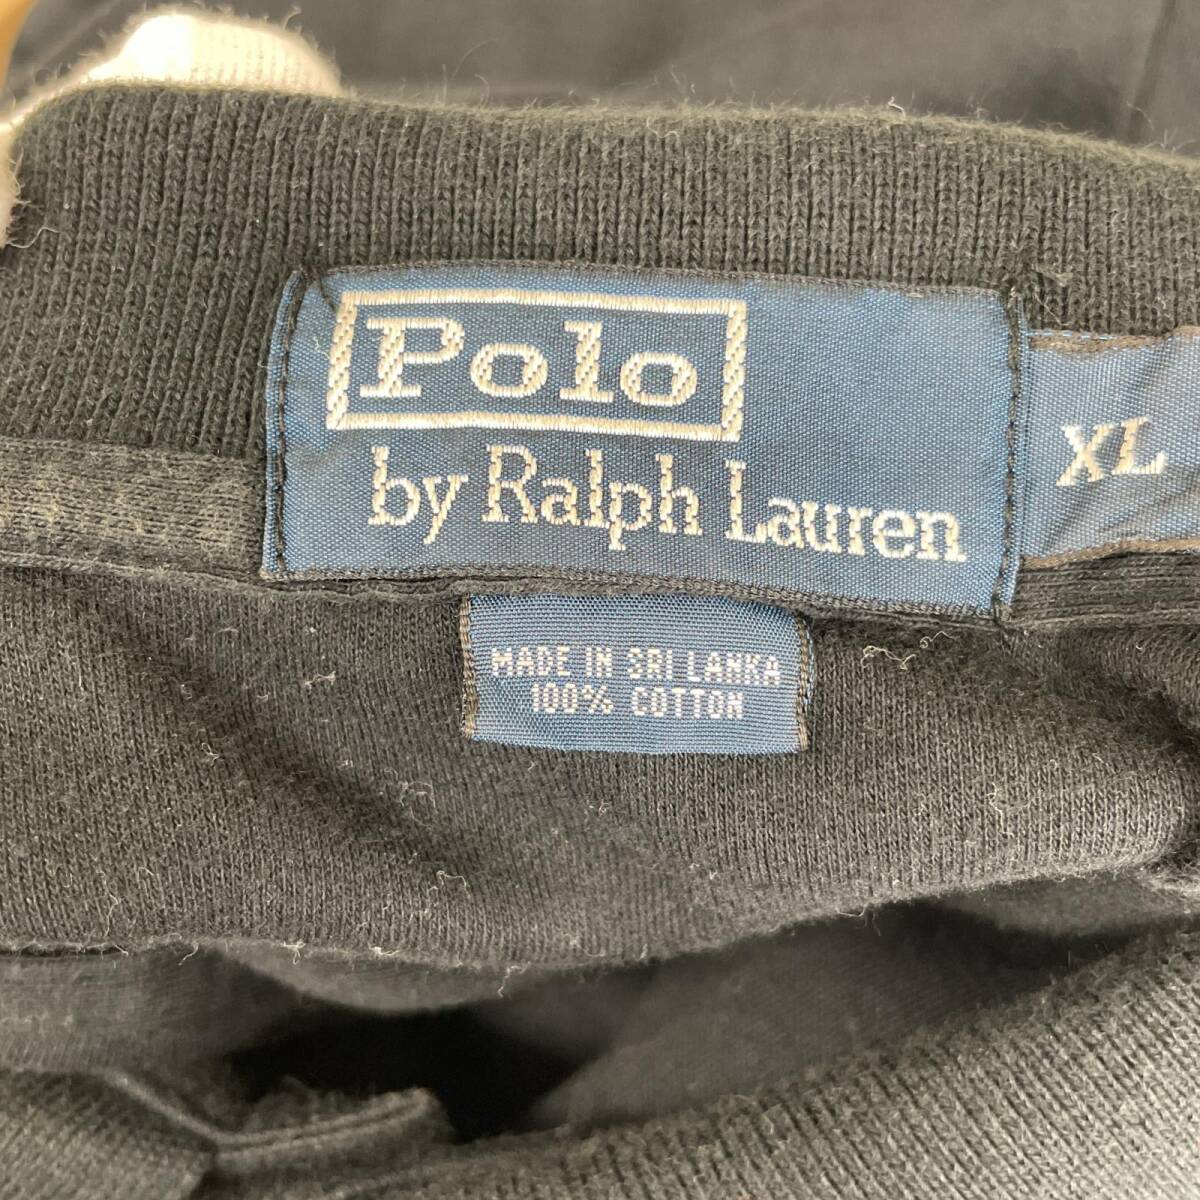 Polo
by Ralph Lauren
XL
MADE IN SRI LANKA
100% COTTON